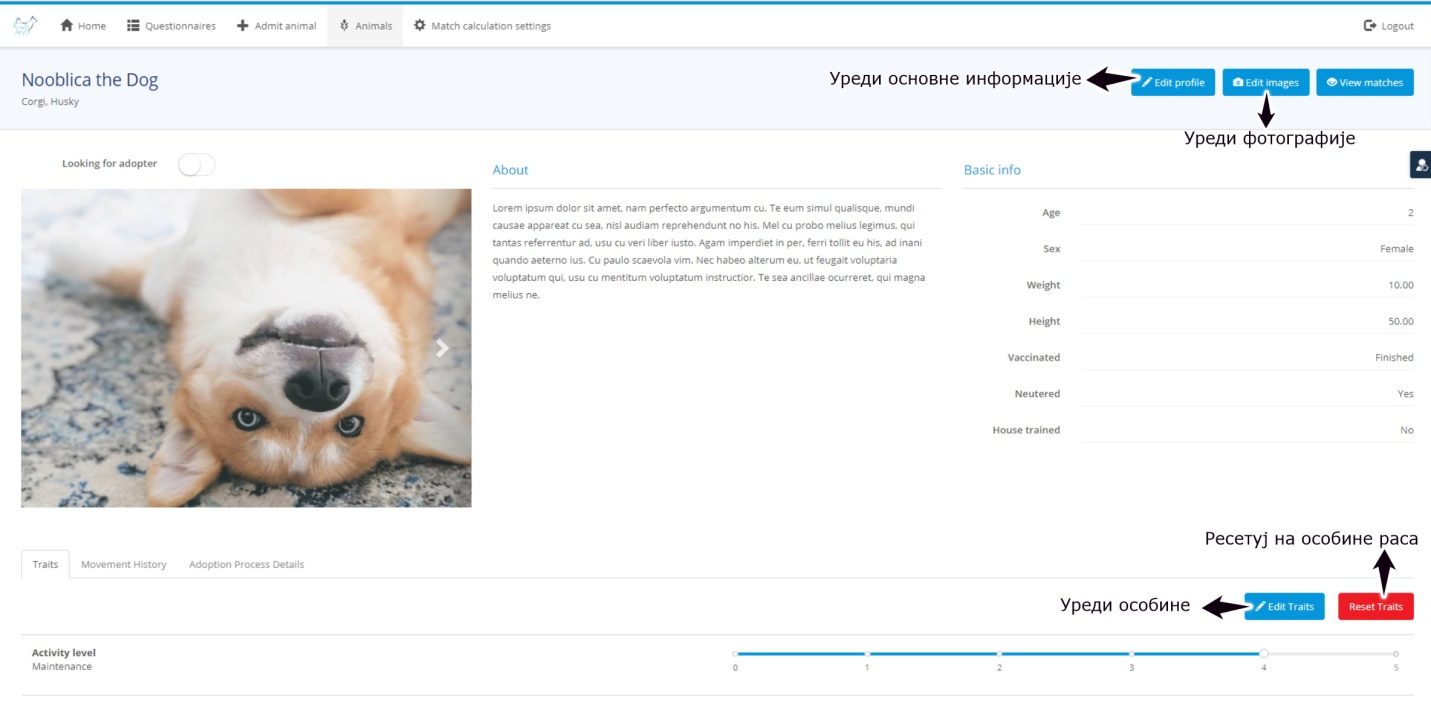 Home Questionnaires Admit animal Animals Match calculation settings Logout
Nooblica the Dog
Corgi, Husky
Уреди основне информације Edit profile Edit images View matches
Уреди фотографије
Looking for adopter
About
Lorem ipsum dolor sit amet, nam perfecto argumentum cu. Te eum simul qualisque, mundi
causae appareat cu sea, nisl audiam reprehendunt no his. Mel cu probo melius legimus, qui
tantas referrentur ad, usu cu veri liber iusto. Agam imperdiet in per, ferri tollit eu his, ad inani
quando aeterno ius. Cu paulo scaevola vim. Nec habeo alterum eu, ut feugait voluptaria
voluptatum qui, usu cu mentitum voluptatum instructior. Te sea ancillae ocurreret, qui magna
melius ne.
Basic info
Age 2
Sex Female
Weight 10.00
Height 50.00
Vaccinated Finished
Neutered Yes
House trained No
Ресетуј на особине раса
Traits Movement History Adoption Process Details
Уреди особине Edit Traits Reset Traits
Activity level
Maintenance
0 1 2 3 4 5